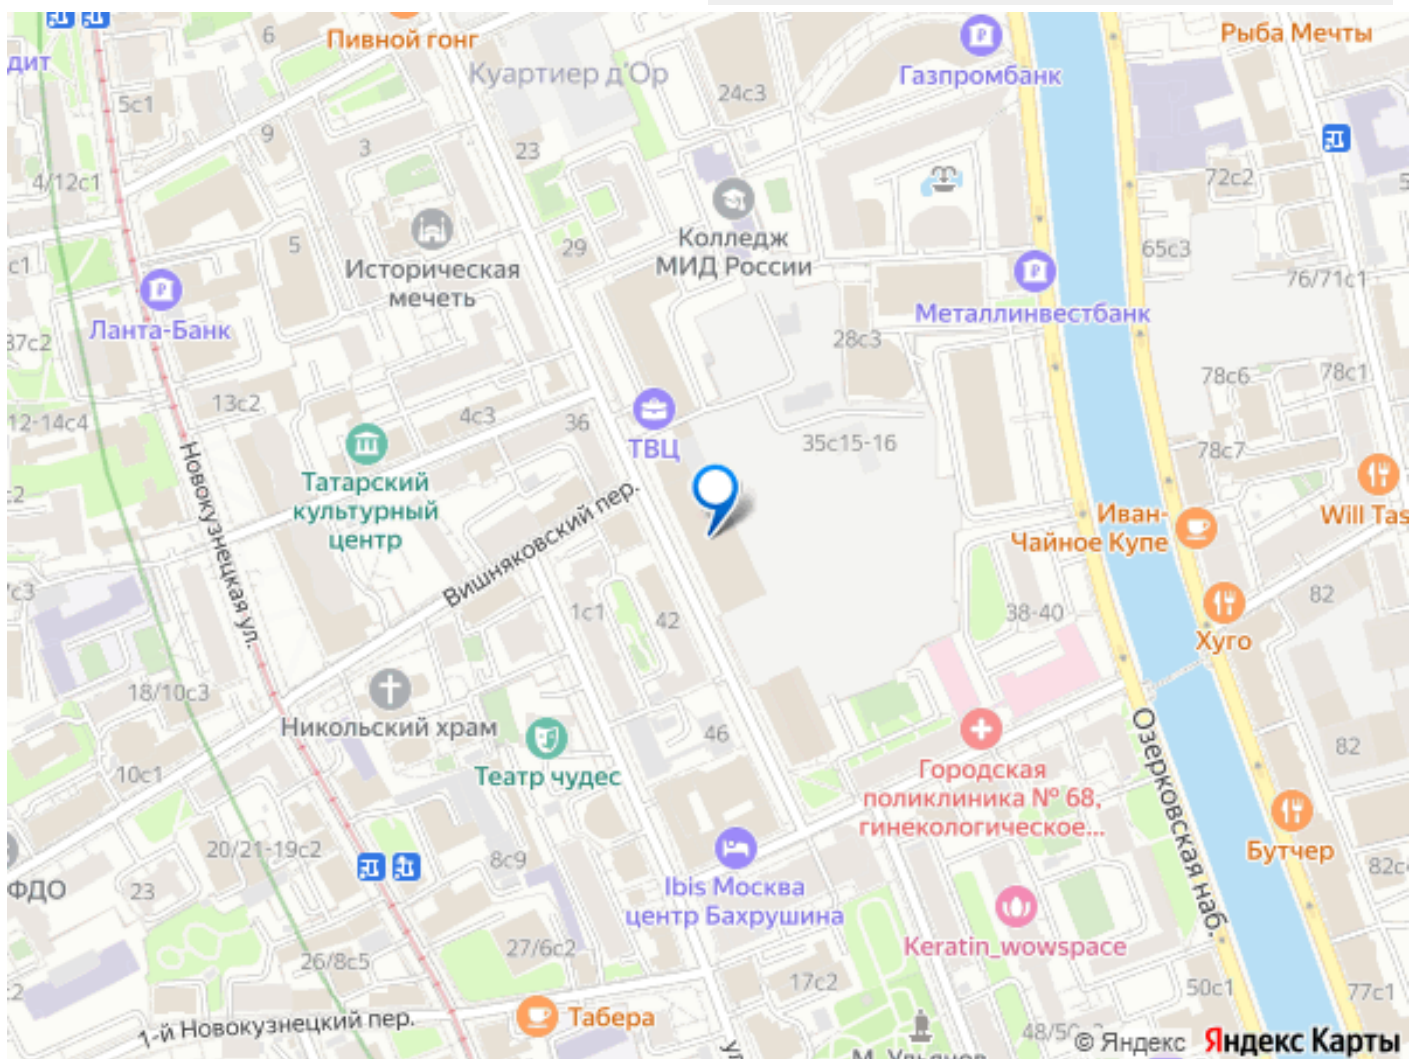 Пивной гонг
6
дит
Куартиер д'Ор
Газпромбанк
Рыба Мечты
5с1
24с3
9
3
23
4/12с1
72с2
5
Колледж
МИД России
5
29
65с3
с1
Историческая
мечеть
76/71с1
Ланта-Банк
Металлинвестбанк
37с2
28с3
78с6
78с1
13с2
4с3
36
12-14с4
ТВЦ
35с15-16
78с7
Новокузнецкая ул.
Татарский
культурный
центр
Вишняковский пер.
Иван-
Чайное Купе
Will Tas
1с1
42
38-40
82
Хуго
18/10с3
Никольский храм
46
Озерковская наб.
82
10с1
Театр чудес
Городская
поликлиника № 68,
гинекологическое...
20/21-19с2
8с9
Бутчер
ФДО
23
Ibis Москва
центр Бахрушина
Keratin_wowspace
27/6с2
26/8с5
17с2
50с1
77с1
1-й Новокузнецкий пер.
Табера
© Яндекс Яндекс Карты